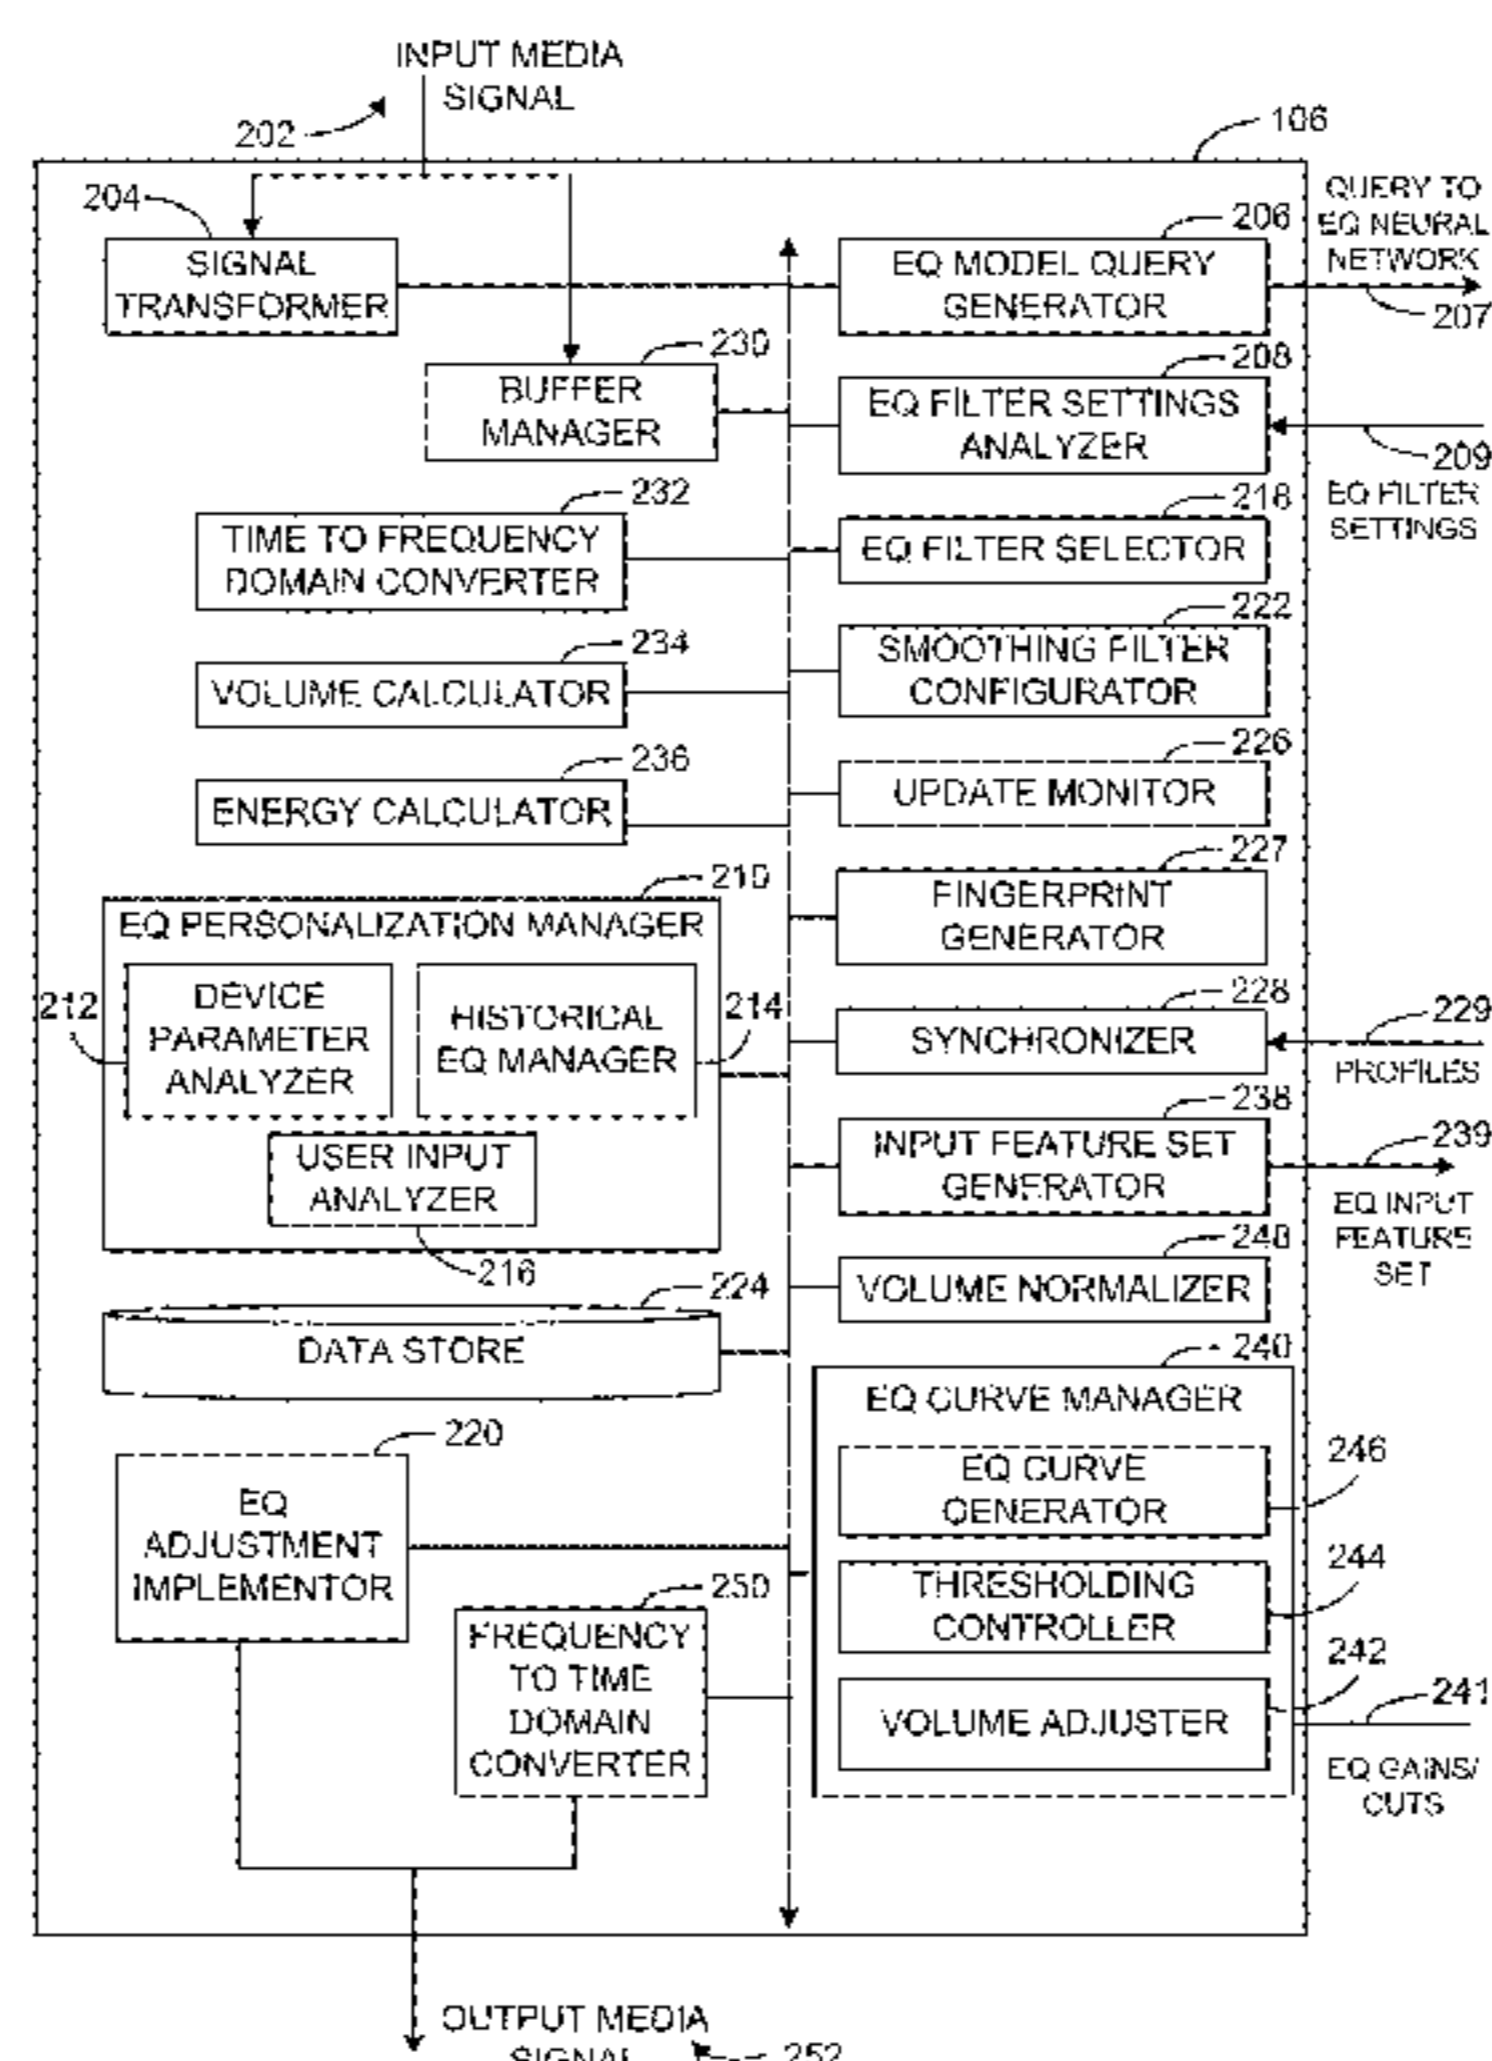 INPUT MEDIA
SIGNAL
202
106
204
SIGNAL
TRANSFORMER
206
EQ MODEL QUERY
GENERATOR
QUERY TO
EQ NEURAL
NETWORK
207
230
BUFFER
MANAGER
208
EQ FILTER SETTINGS
ANALYZER
209
EQ FILTER
SETTINGS
232
TIME TO FREQUENCY
DOMAIN CONVERTER
218
EQ FILTER SELECTOR
234
VOLUME CALCULATOR
222
SMOOTHING FILTER
CONFIGURATOR
236
ENERGY CALCULATOR
226
UPDATE MONITOR
227
FINGERPRINT
GENERATOR
210
EQ PERSONALIZATION MANAGER
212
DEVICE
PARAMETER
ANALYZER
HISTORICAL
EQ MANAGER
214
USER INPUT
ANALYZER
216
228
SYNCHRONIZER
229
PROFILES
238
INPUT FEATURE SET
GENERATOR
239
EQ INPUT
FEATURE
SET
248
VOLUME NORMALIZER
224
DATA STORE
240
EQ CURVE MANAGER
EQ CURVE
GENERATOR
246
THRESHOLDING
CONTROLLER
244
VOLUME ADJUSTER
242
241
EQ GAINS/
CUTS
220
EQ
ADJUSTMENT
IMPLEMENTOR
250
FREQUENCY
TO TIME
DOMAIN
CONVERTER
OUTPUT MEDIA
SIGNAL
252